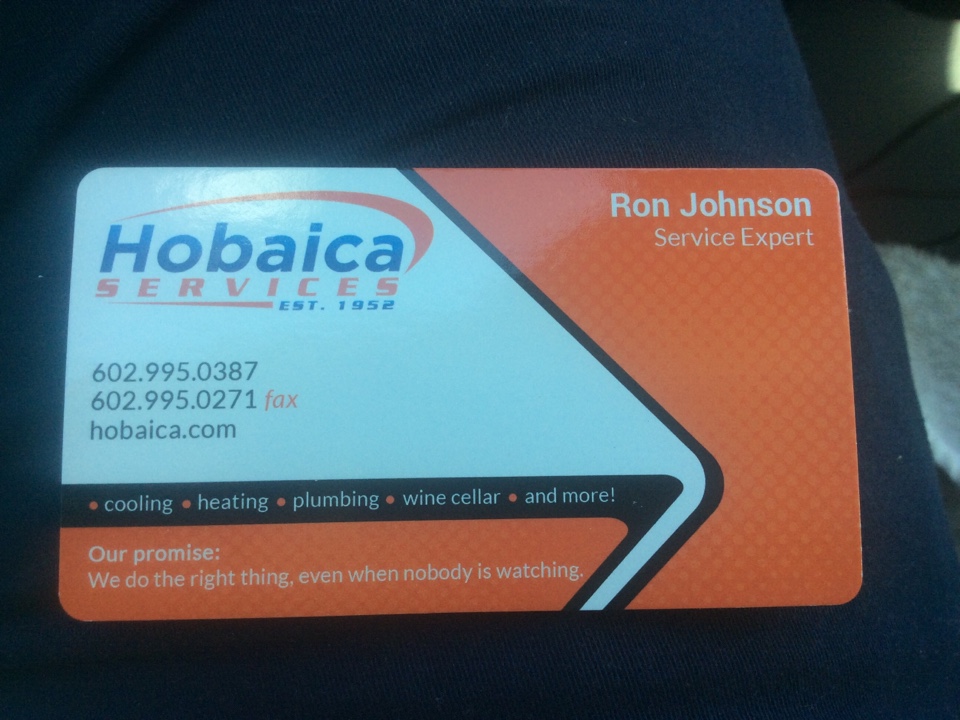 Hobaica
SERVICES
EST. 1952
Ron Johnson
Service Expert
602.995.0387
602.995.0271 fax
hobaica.com
• cooling • heating • plumbing • wine cellar • and more!
Our promise:
We do the right thing, even when nobody is watching.